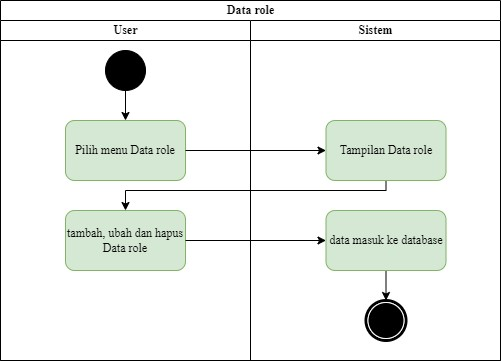 Data role
User
Sistem
Pilih menu Data role
Tampilan Data role
tambah, ubah dan hapus
Data role
data masuk ke database